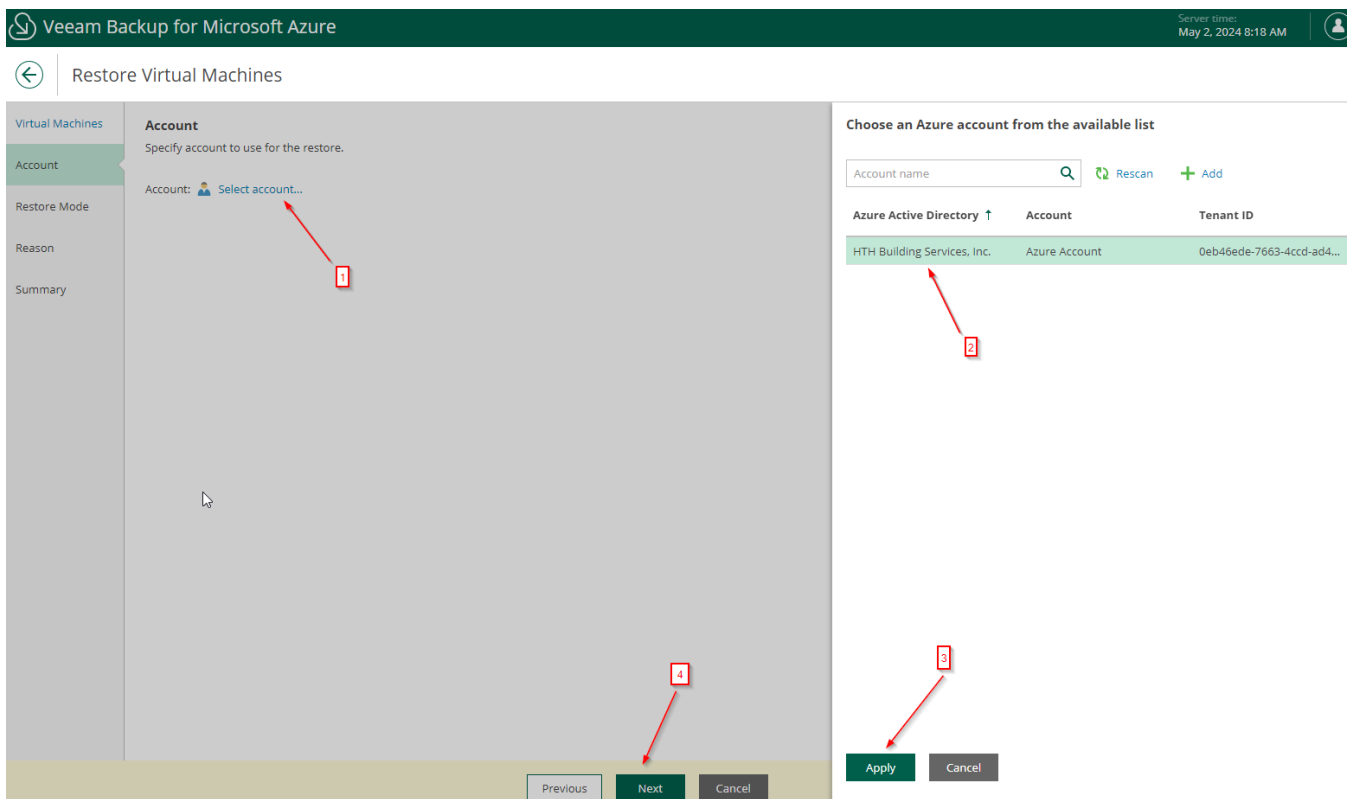 Veeam Backup for Microsoft Azure
Server time:
May 2, 2024 8:18 AM
Restore Virtual Machines
Virtual Machines
Account
Restore Mode
Reason
Summary
Account
Specify account to use for the restore.
Account: Select account...
1
Choose an Azure account from the available list
Account name Rescan Add
Azure Active Directory ↑ Account Tenant ID
HTH Building Services, Inc. Azure Account 0eb46ede-7663-4ccd-ad4...
2
3
4
Apply Cancel
Previous Next Cancel